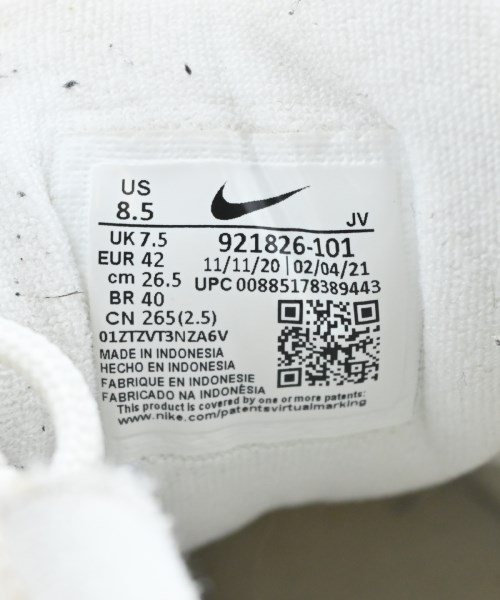 US
8.5
JV
UK 7.5
921826-101
EUR 42
11/11/20 | 02/04/21
cm 26.5
UPC 00885178389443
BR 40
CN 265(2.5)
01ZTZVT3NZA6V
MADE IN INDONESIA
HECHO EN INDONESIA
FABRIQUE EN INDONESIE
FABRICADO NA INDONÉSIA
This product is covered by one or more patents:
www.nike.com/patentsvirtualmarking